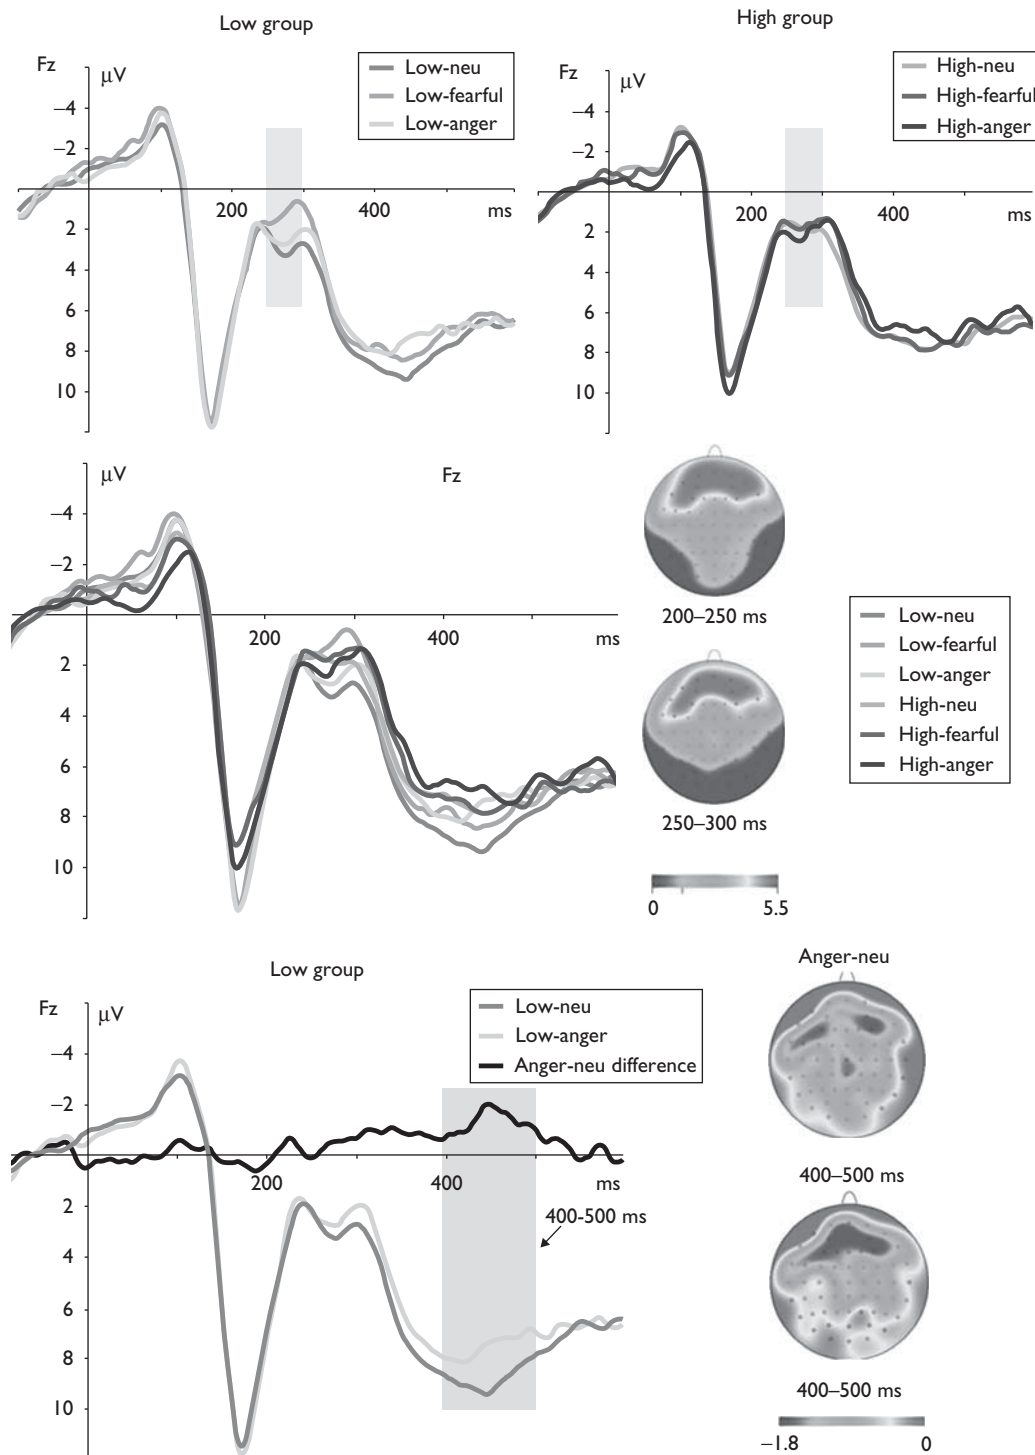 Low group
Fz
μV
Low-neu
Low-fearful
Low-anger
−4
−2
200
400
ms
2
4
6
8
10
High group
Fz
μV
High-neu
High-fearful
High-anger
−4
−2
200
400
ms
2
4
6
8
10
μV
Fz
−4
−2
200
400
ms
2
4
6
8
10
200–250 ms
250–300 ms
0
5.5
Low-neu
Low-fearful
Low-anger
High-neu
High-fearful
High-anger
Low group
Fz
μV
Low-neu
Low-anger
Anger-neu difference
−4
−2
200
400
ms
400-500 ms
2
4
6
8
10
Anger-neu
400–500 ms
400–500 ms
−1.8
0